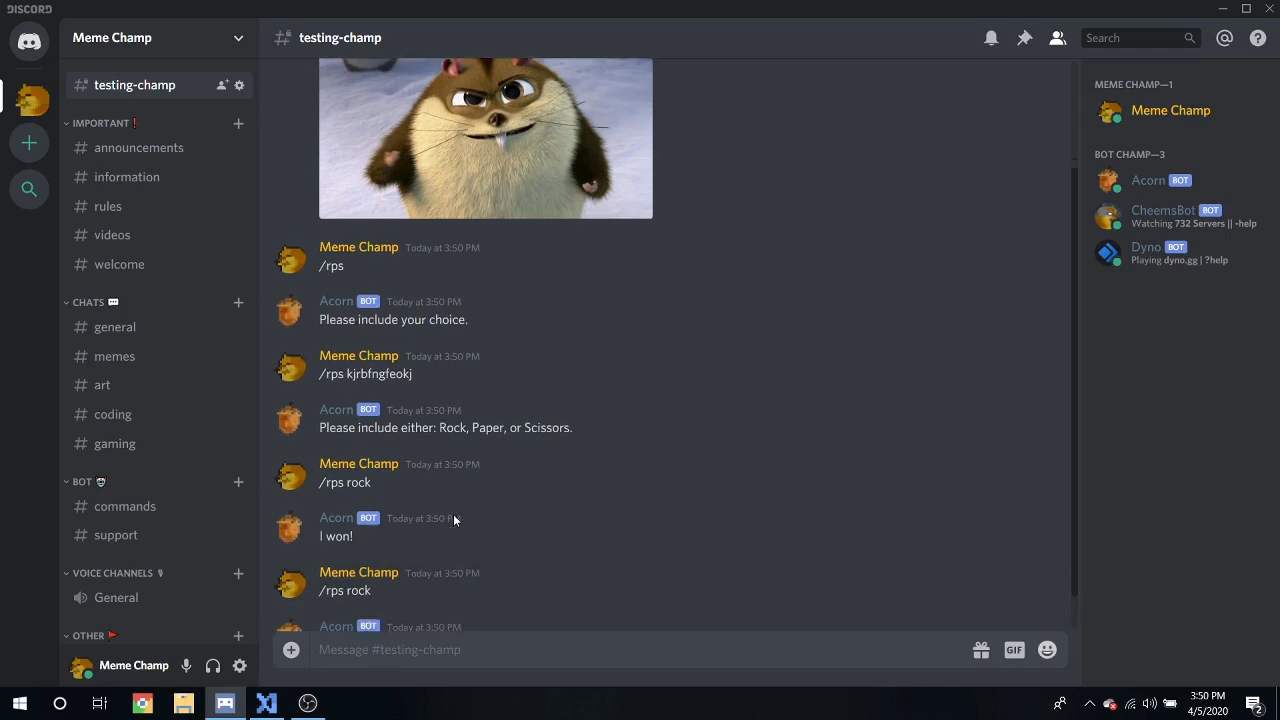 DISCORD
Meme Champ
testing-champ
IMPORTANT
announcements
information
rules
videos
welcome
CHATS
general
memes
art
coding
gaming
BOT
commands
support
VOICE CHANNELS
General
OTHER
Meme Champ
testing-champ
Search
Meme Champ Today at 3:50 PM
/rps
Acorn BOT Today at 3:50 PM
Please include your choice.
Meme Champ Today at 3:50 PM
/rps kjrbfngfeokj
Acorn BOT Today at 3:50 PM
Please include either: Rock, Paper, or Scissors.
Meme Champ Today at 3:50 PM
/rps rock
Acorn BOT Today at 3:50 PM
I won!
Meme Champ Today at 3:50 PM
/rps rock
Acorn BOT Today at 3:50 PM
Message #testing-champ
GIF
MEME CHAMP—1
Meme Champ
BOT CHAMP—3
Acorn BOT
CheemsBot BOT
Watching 732 Servers || -help
Dyno BOT
Playing dyno.gg | ?help
3:50 PM
4/5/2020
2